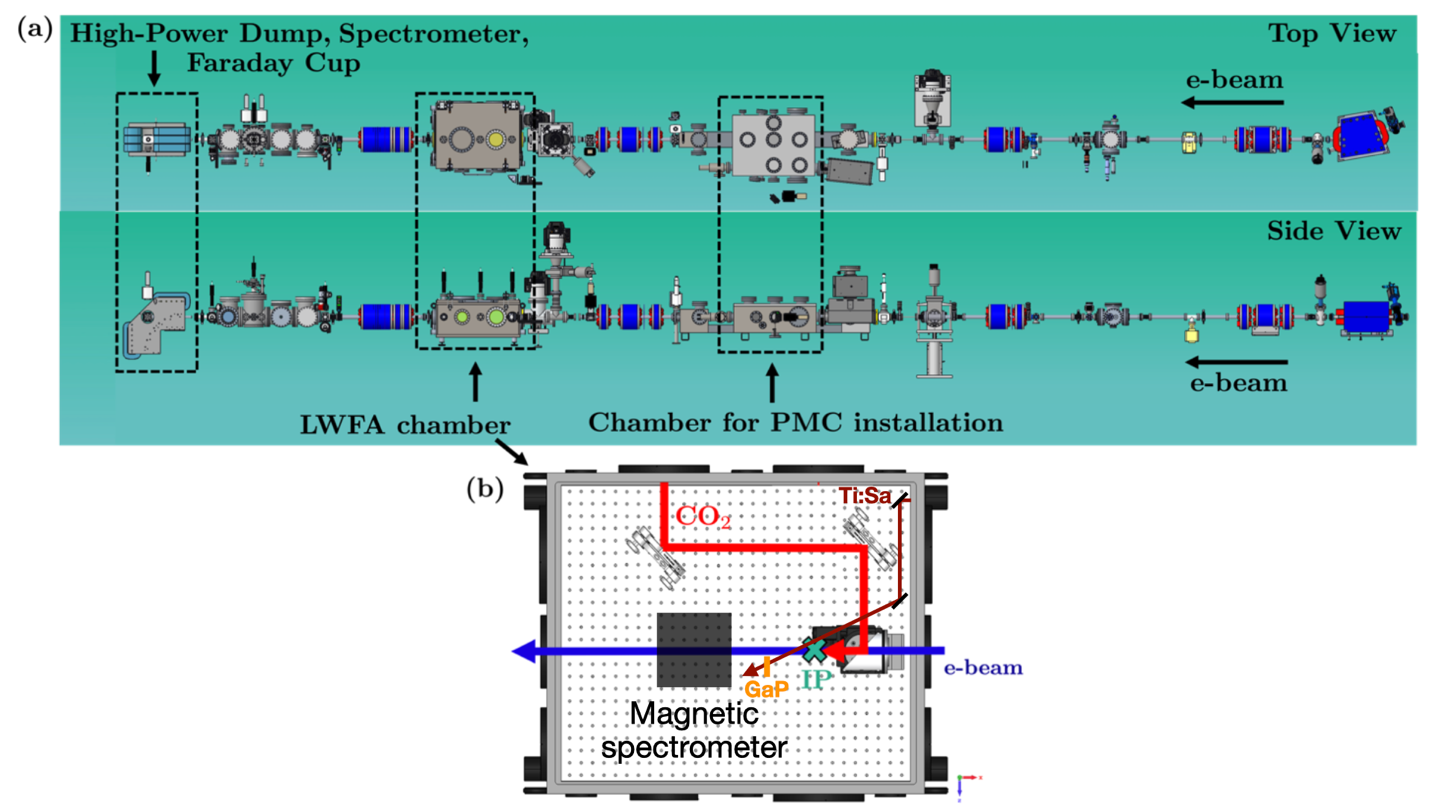 (a)
High-Power Dump, Spectrometer,
Faraday Cup
Top View
e-beam
Side View
e-beam
LWFA chamber
Chamber for PMC installation
(b)
Ti:Sa
CO₂
e-beam
IP
GaP
Magnetic
spectrometer